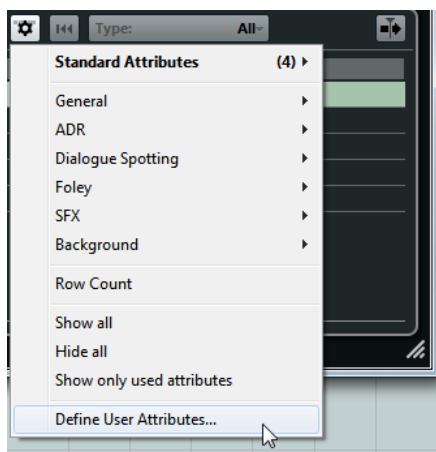 Type: All
Standard Attributes (4)
General
ADR
Dialogue Spotting
Foley
SFX
Background
Row Count
Show all
Hide all
Show only used attributes
Define User Attributes...